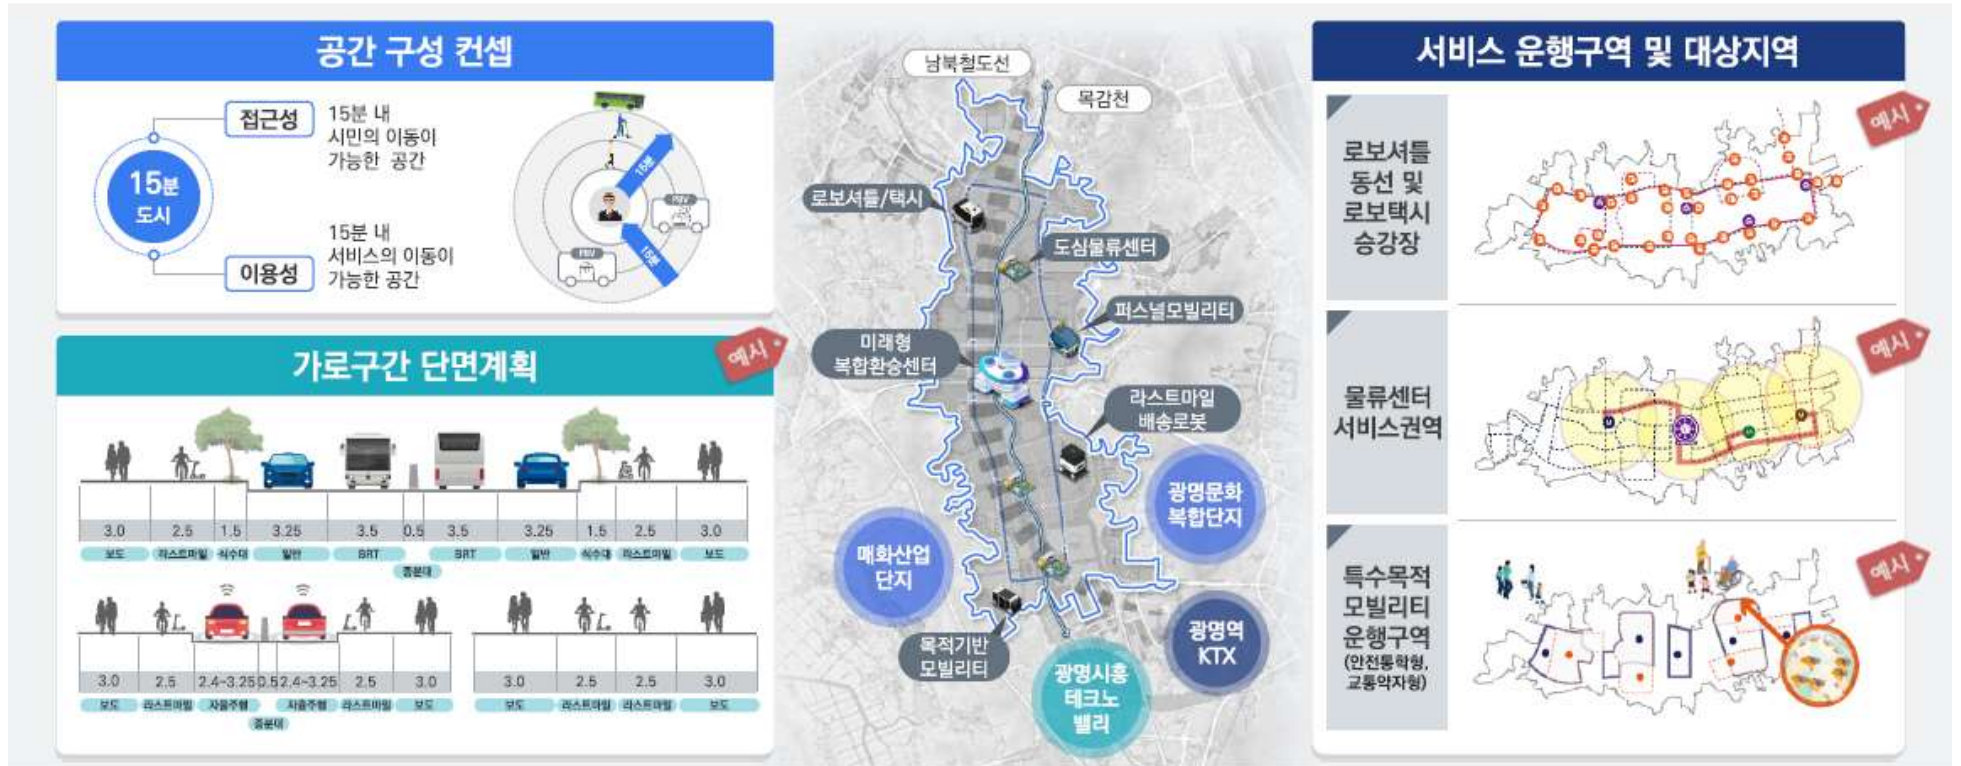 공간 구성 컨셉
15분
도시
접근성
15분 내
시민의 이동이
가능한 공간
이용성
15분 내
서비스의 이동이
가능한 공간
15분
PBV
PBV
15분
가로구간 단면계획
예시
3.0 2.5 1.5 3.25 3.5 0.5 3.5 3.25 1.5 2.5 3.0
보도 라스트마일 식수대 일반 BRT BRT 일반 식수대 라스트마일 보도
중분대
3.0 2.5 2.4~3.25 0.5 2.4~3.25 2.5 3.0
보도 라스트마일 자율주행 자율주행 라스트마일 보도
중분대
3.0 2.5 2.5 3.0
보도 라스트마일 라스트마일 보도
남북철도선
목감천
로보셔틀/택시
도심물류센터
퍼스널모빌리티
미래형
복합환승센터
라스트마일
배송로봇
광명문화
복합단지
매화산업
단지
목적기반
모빌리티
광명역
KTX
광명시흥
테크노
밸리
서비스 운행구역 및 대상지역
로보셔틀
동선 및
로보택시
승강장
예시
물류센터
서비스권역
예시
특수목적
모빌리티
운행구역
(안전통학형,
교통약자형)
예시